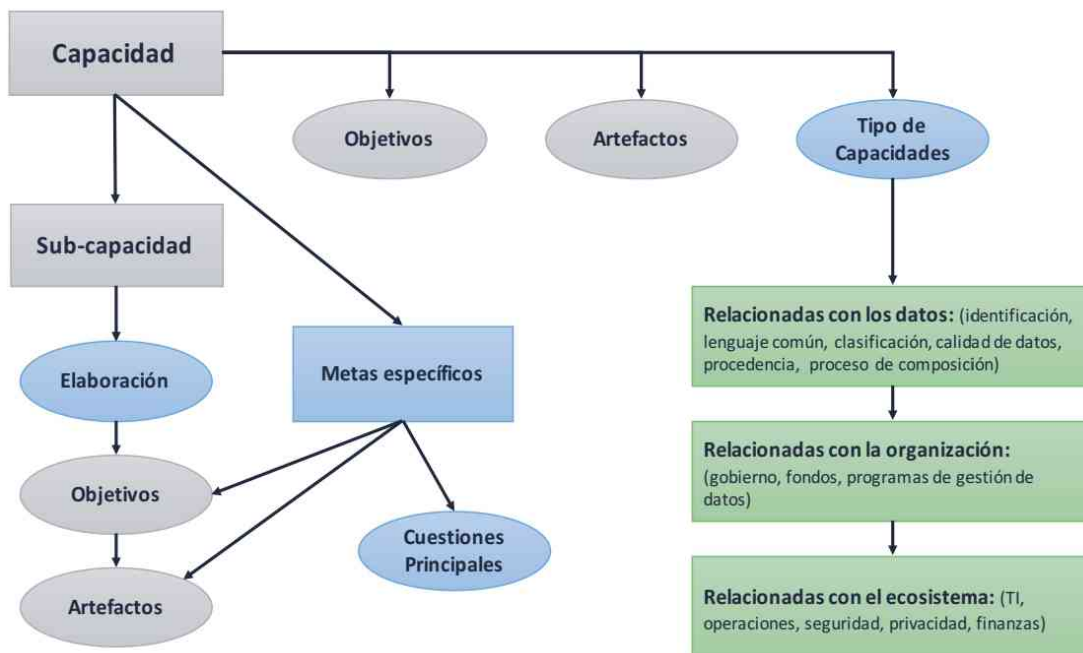 Capacidad
Objetivos
Artefactos
Tipo de
Capacidades
Sub-capacidad
Elaboración
Metas específicos
Objetivos
Cuestiones
Principales
Artefactos
Relacionadas con los datos: (identificación,
lenguaje común, clasificación, calidad de datos,
procedencia, proceso de composición)
Relacionadas con la organización:
(gobierno, fondos, programas de gestión de
datos)
Relacionadas con el ecosistema: (TI,
operaciones, seguridad, privacidad, finanzas)